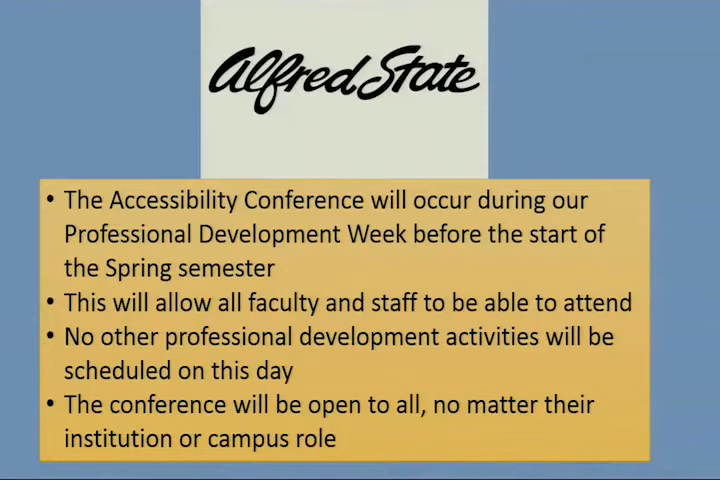 Alfred State
• The Accessibility Conference will occur during our
Professional Development Week before the start of
the Spring semester
• This will allow all faculty and staff to be able to attend
• No other professional development activities will be
scheduled on this day
• The conference will be open to all, no matter their
institution or campus role